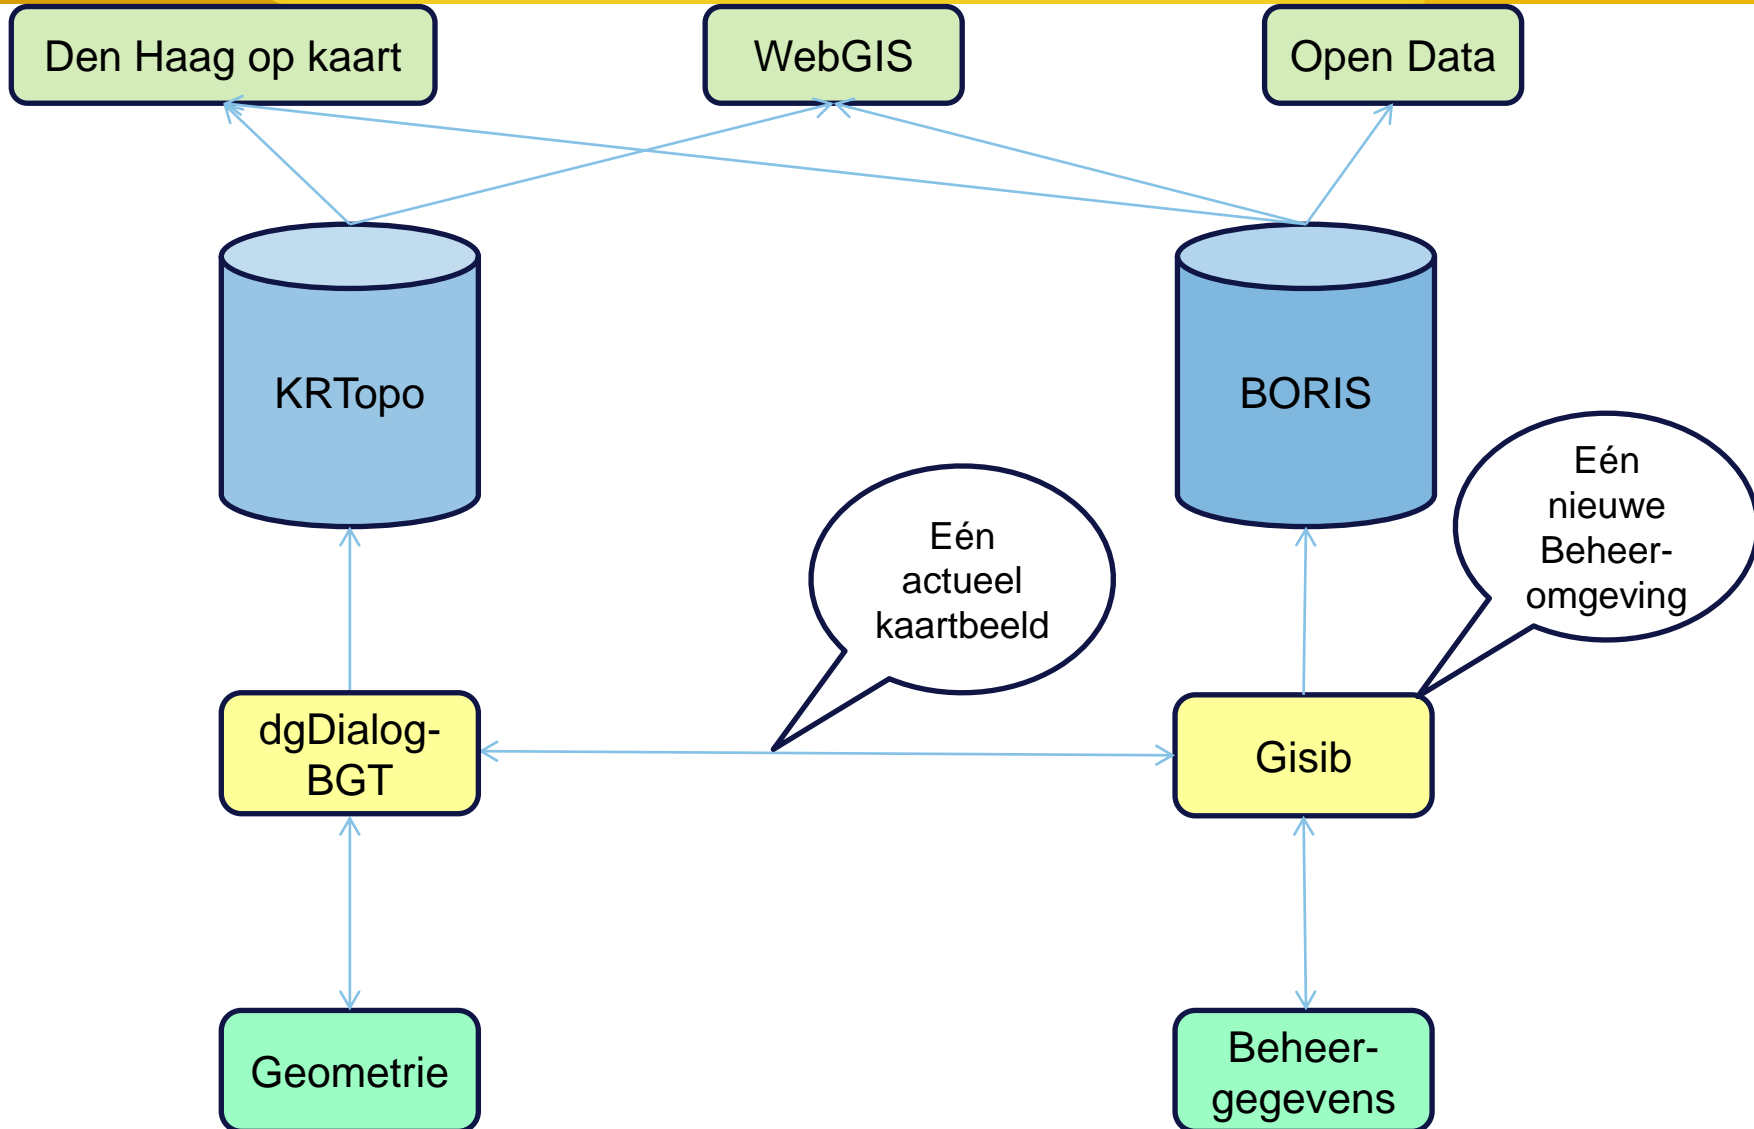 Den Haag op kaart
WebGIS
Open Data
KRTopo
BORIS
Eén
nieuwe
Beheer-
omgeving
Eén
actueel
kaartbeeld
dgDialog-
BGT
Gisib
Geometrie
Beheer-
gegevens